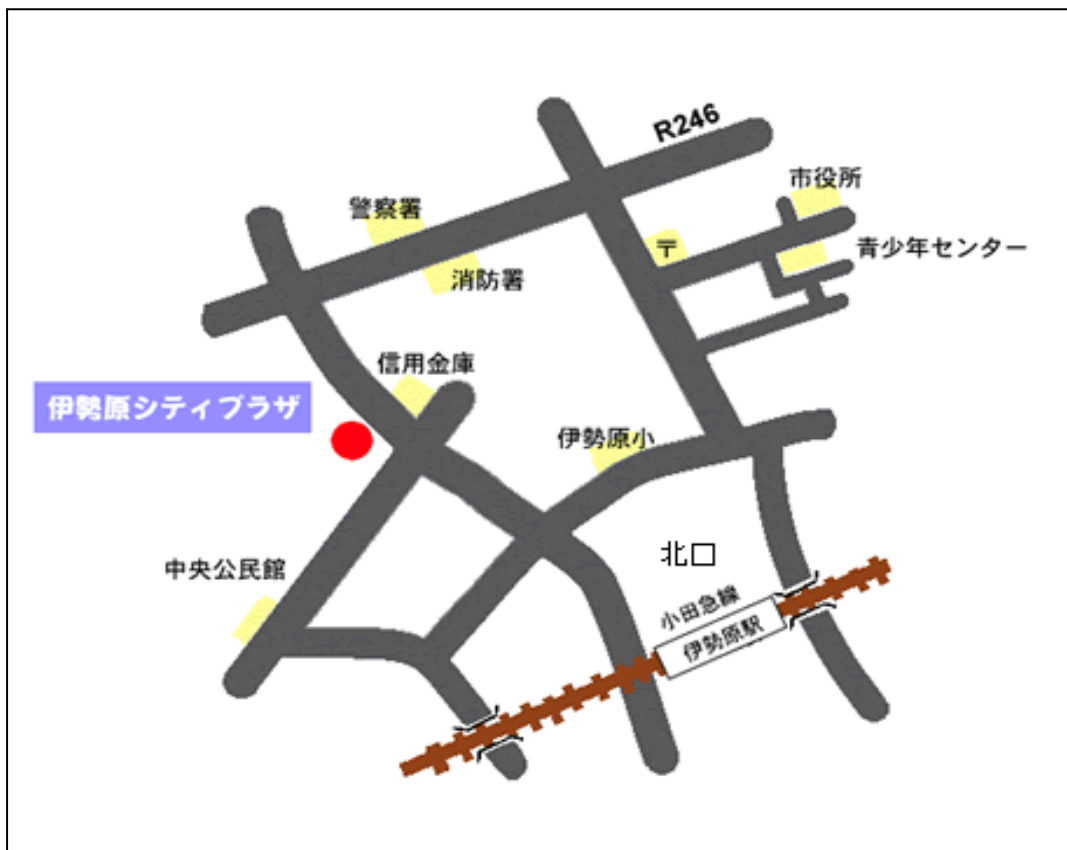 R246
市役所
警察署
〒
青少年センター
消防署
信用金庫
伊勢原シティプラザ
伊勢原小
北口
中央公民館
小田急線
伊勢原駅